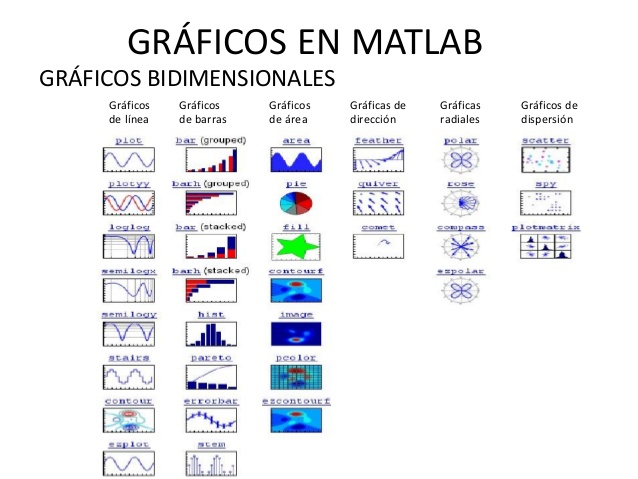 GRÁFICOS EN MATLAB
GRÁFICOS BIDIMENSIONALES
Gráficos de línea
Gráficos de barras
Gráficos de área
Gráficas de dirección
Gráficas radiales
Gráficos de dispersión
plot
bar (grouped)
area
feather
polar
scatter
plotyy
barh (grouped)
pie
quiver
rose
spy
loglog
bar (stacked)
fill
comet
compass
plotmatrix
semilogx
barh (stacked)
contourf
ezpolar
semilogy
hist
image
stairs
pareto
pcolor
contour
errorbar
ezcontourf
ezplot
stem